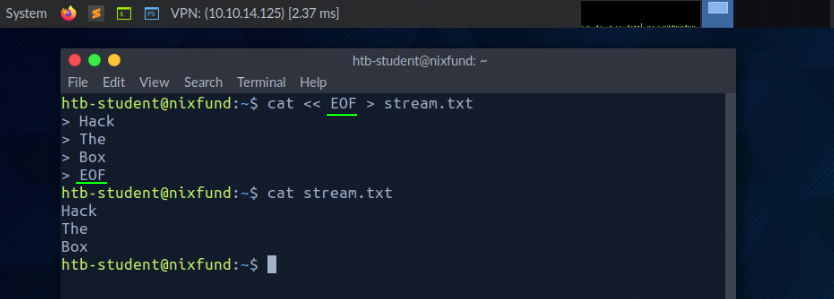 System VPN: (10.10.14.125) [2.37 ms]
htb-student@nixfund: ~
File Edit View Search Terminal Help
htb-student@nixfund:~$ cat << EOF > stream.txt
> Hack
> The
> Box
> EOF
htb-student@nixfund:~$ cat stream.txt
Hack
The
Box
htb-student@nixfund:~$